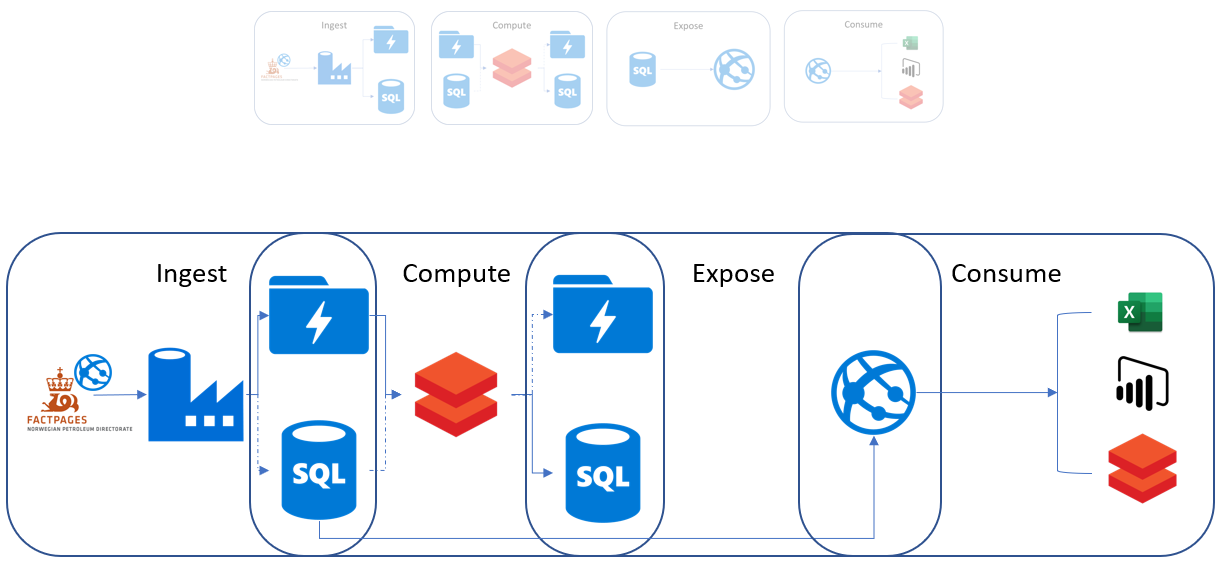 Ingest
Compute
Expose
Consume
FACTPAGES
SQL
SQL
SQL
SQL
Ingest
Compute
Expose
Consume
X
FACTPAGES
NORWEGIAN PETROLEUM DIRECTORATE
SQL
SQL